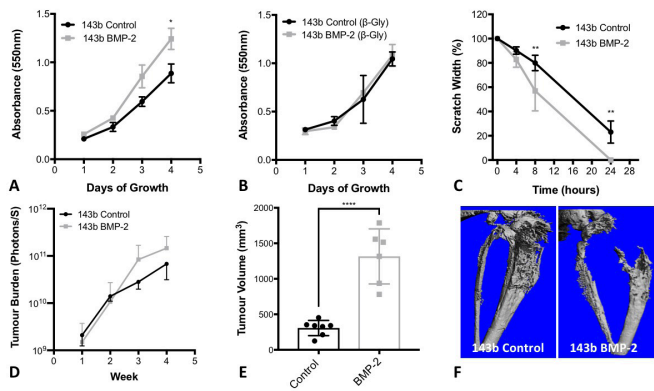 143b Control
143b BMP-2
*
1.5
1.0
0.5
0.0
0 1 2 3 4 5
Absorbance (550nm)
Days of Growth
A
143b Control (β-Gly)
143b BMP-2 (β-Gly)
1.5
1.0
0.5
0.0
0 1 2 3 4 5
Absorbance (550nm)
Days of Growth
B
143b Control
143b BMP-2
**
**
120
100
80
60
40
20
0
0 4 8 12 16 20 24 28
Scratch Width (%)
Time (hours)
C
143b Control
143b BMP-2
10¹²
10¹¹
10¹⁰
10⁹
0 1 2 3 4 5
Tumour Burden (Photons/S)
Week
D
****
2000
1500
1000
500
0
Tumour Volume (mm³)
Control
BMP-2
E
143b Control
143b BMP-2
F